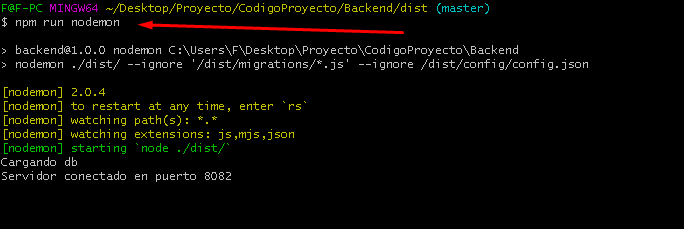 F@F-PC MINGW64 ~/Desktop/Proyecto/CodigoProyecto/Backend/dist (master)
$ npm run nodemon
> backend@1.0.0 nodemon C:\Users\F\Desktop\Proyecto\CodigoProyecto\Backend
> nodemon ./dist/ --ignore '/dist/migrations/*.js' --ignore /dist/config/config.json
[nodemon] 2.0.4
[nodemon] to restart at any time, enter `rs`
[nodemon] watching path(s): *.*
[nodemon] watching extensions: js,mjs,json
[nodemon] starting `node ./dist/`
Cargando db
Servidor conectado en puerto 8082